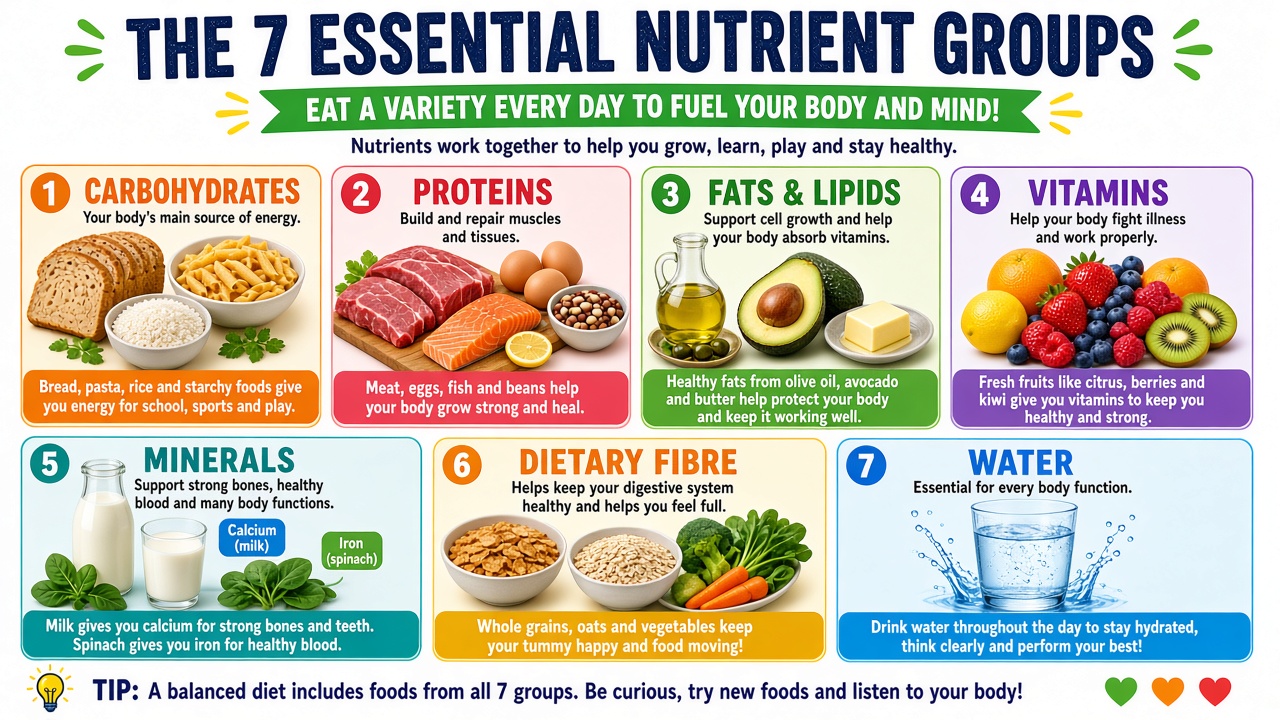 THE 7 ESSENTIAL NUTRIENT GROUPS
EAT A VARIETY EVERY DAY TO FUEL YOUR BODY AND MIND!
Nutrients work together to help you grow, learn, play and stay healthy.
1 CARBOHYDRATES
Your body's main source of energy.
Bread, pasta, rice and starchy foods give
you energy for school, sports and play.
2 PROTEINS
Build and repair muscles
and tissues.
Meat, eggs, fish and beans help
your body grow strong and heal.
3 FATS & LIPIDS
Support cell growth and help
your body absorb vitamins.
Healthy fats from olive oil, avocado
and butter help protect your body
and keep it working well.
4 VITAMINS
Help your body fight illness
and work properly.
Fresh fruits like citrus, berries and
kiwi give you vitamins to keep you
healthy and strong.
5 MINERALS
Support strong bones, healthy
blood and many body functions.
Calcium
(milk)
Iron
(spinach)
Milk gives you calcium for strong bones and teeth.
Spinach gives you iron for healthy blood.
6 DIETARY FIBRE
Helps keep your digestive system
healthy and helps you feel full.
Whole grains, oats and vegetables keep
your tummy happy and food moving!
7 WATER
Essential for every body function.
Drink water throughout the day to stay hydrated,
think clearly and perform your best!
TIP: A balanced diet includes foods from all 7 groups. Be curious, try new foods and listen to your body!